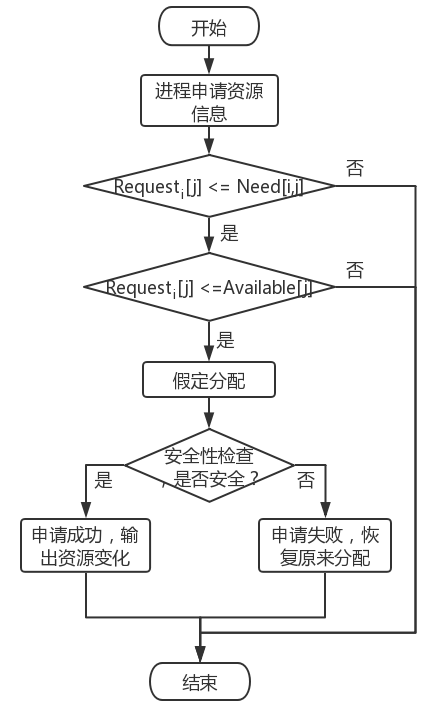 开始
进程申请资源
信息
Requestᵢ[j] <= Need[i,j]
否
是
Requestᵢ[j] <=Available[j]
否
是
假定分配
安全性检查
，是否安全？
是
否
申请成功，输
出资源变化
申请失败，恢
复原来分配
结束